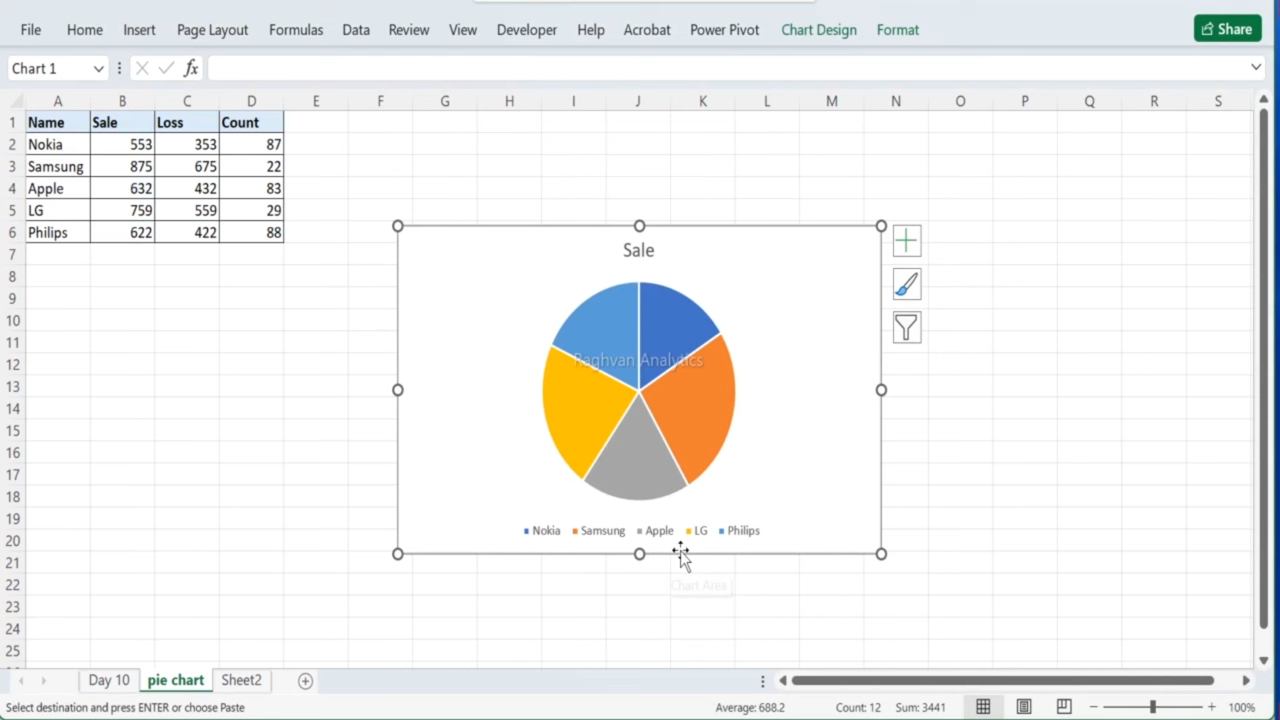 File Home Insert Page Layout Formulas Data Review View Developer Help Acrobat Power Pivot Chart Design Format Share
Chart 1 fx
A B C D E F G H I J K L M N O P Q R S
1 Name Sale Loss Count
2 Nokia 553 353 87
3 Samsung 875 675 22
4 Apple 632 432 83
5 LG 759 559 29
6 Philips 622 422 88
7
8
9
10
11
12
13
14
15
16
17
18
19
20
21
22
23
24
25
Sale
Raghvan Analytics
Nokia Samsung Apple LG Philips
Chart Area
Day 10 pie chart Sheet2
Select destination and press ENTER or choose Paste Average: 688.2 Count: 12 Sum: 3441 100%